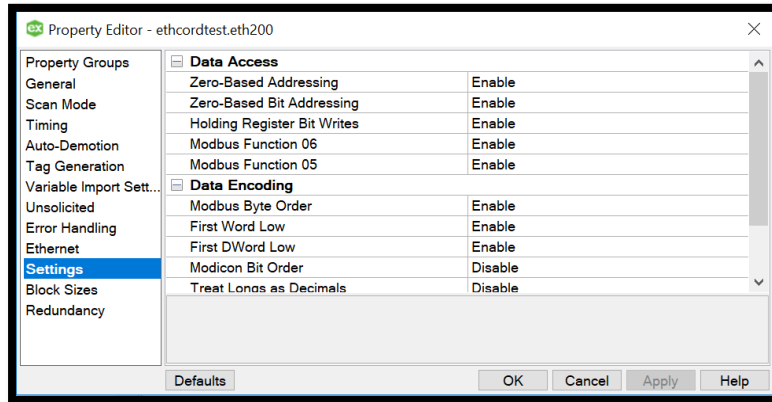 ex Property Editor - ethcordtest.eth200
Property Groups
General
Scan Mode
Timing
Auto-Demotion
Tag Generation
Variable Import Sett...
Unsolicited
Error Handling
Ethernet
Settings
Block Sizes
Redundancy
Data Access
Zero-Based Addressing Enable
Zero-Based Bit Addressing Enable
Holding Register Bit Writes Enable
Modbus Function 06 Enable
Modbus Function 05 Enable
Data Encoding
Modbus Byte Order Enable
First Word Low Enable
First DWord Low Enable
Modicon Bit Order Disable
Treat Longs as Decimals Disable
Defaults OK Cancel Apply Help